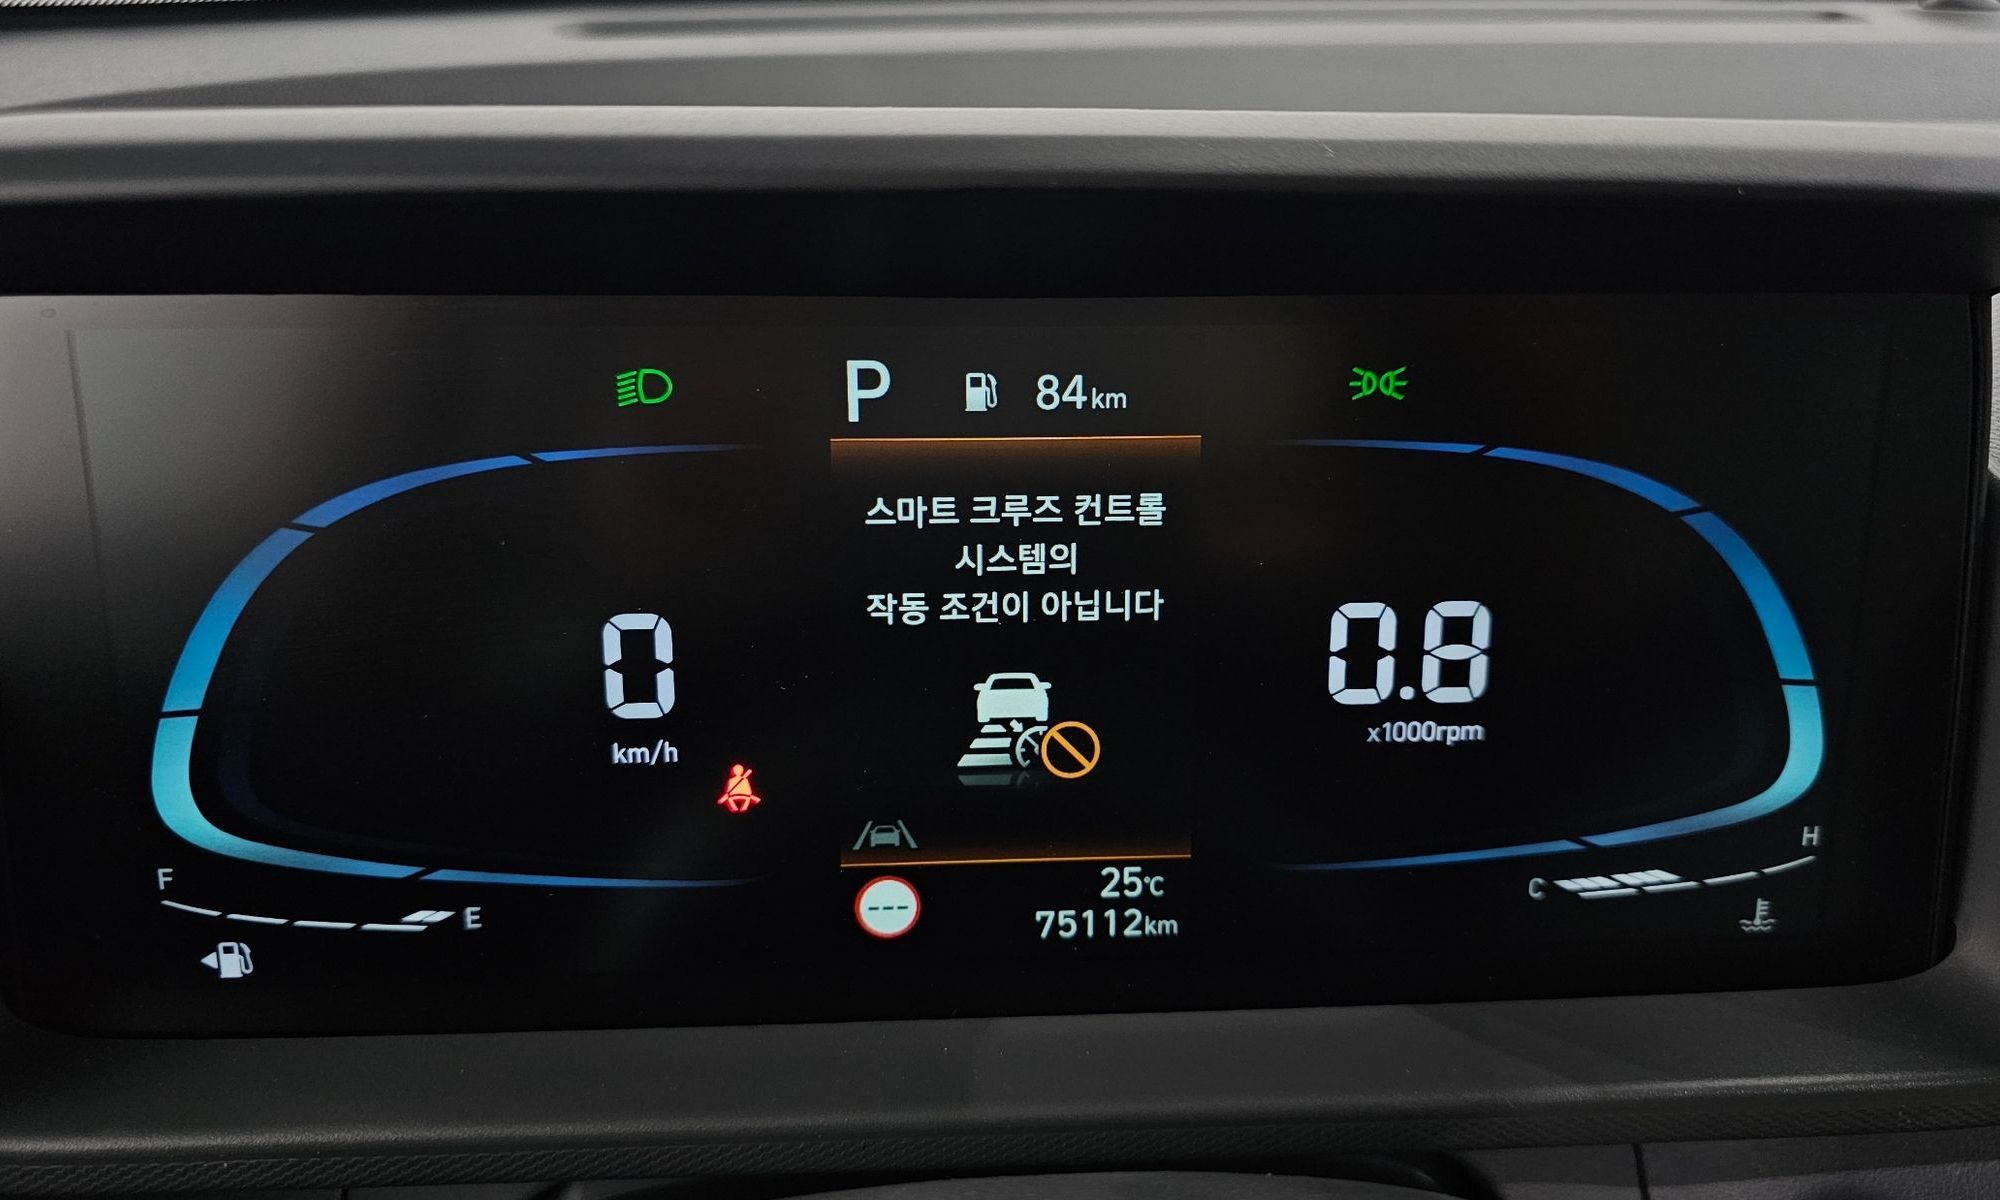 P 84km
스마트 크루즈 컨트롤
시스템의
작동 조건이 아닙니다
0
km/h
0.8
x1000rpm
F E
C H
---
25°C
75112km